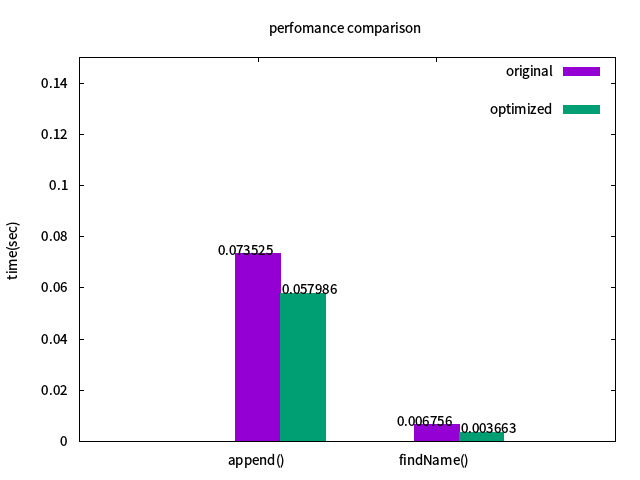 perfomance comparison
original
optimized
0.14
0.12
0.1
0.08
0.06
0.04
0.02
0
time(sec)
0.073525
0.057986
0.006756
0.003663
append()
findName()